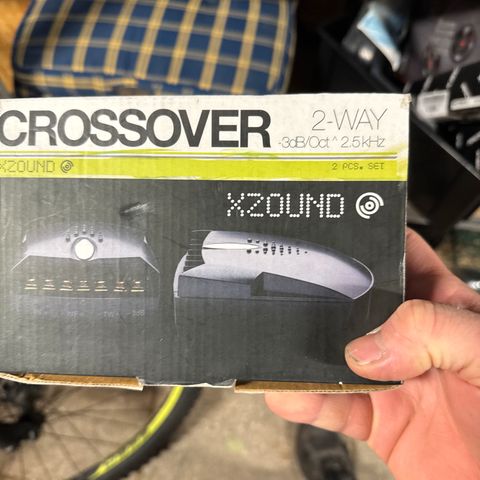 CROSSOVER
2-WAY
-3dB/Oct ^ 2.5kHz
XZOUND
2 PCS. SET
XZOUND